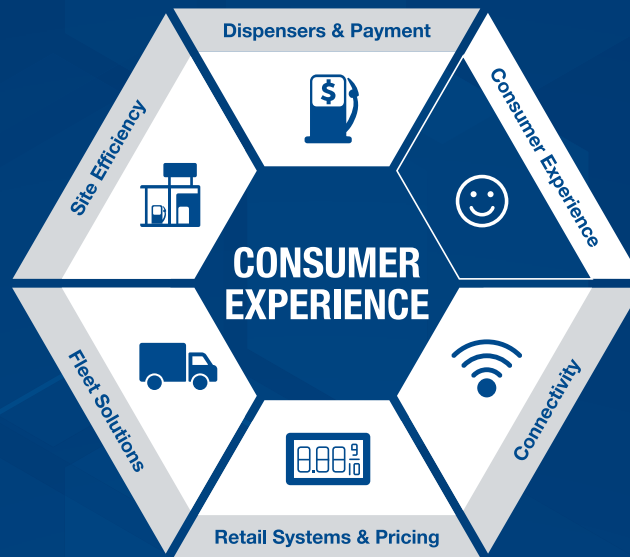 Dispensers & Payment
$
Site Efficiency
Consumer Experience
CONSUMER
EXPERIENCE
Fleet Solutions
Connectivity
8.88 9/10
Retail Systems & Pricing